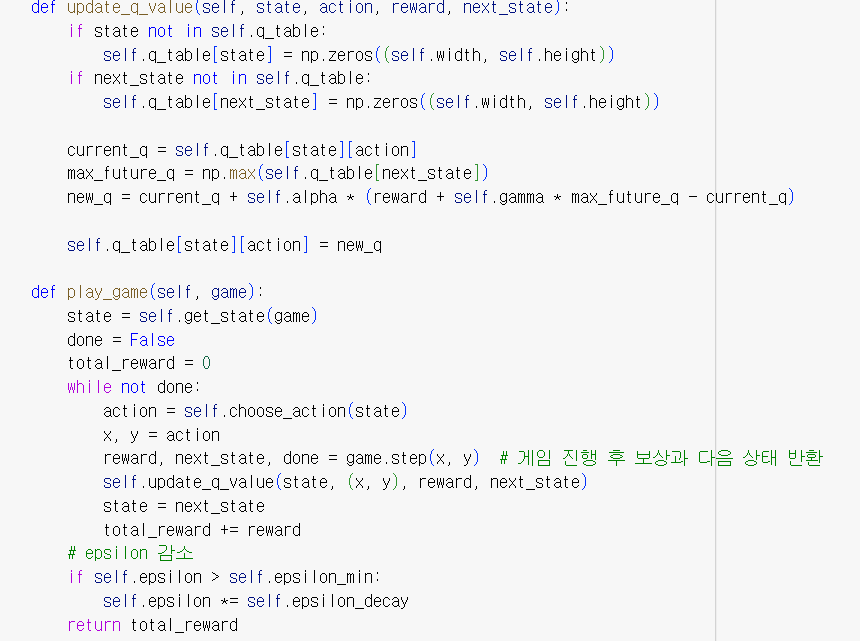 def update_q_value(self, state, action, reward, next_state):
    if state not in self.q_table:
        self.q_table[state] = np.zeros((self.width, self.height))
    if next_state not in self.q_table:
        self.q_table[next_state] = np.zeros((self.width, self.height))

    current_q = self.q_table[state][action]
    max_future_q = np.max(self.q_table[next_state])
    new_q = current_q + self.alpha * (reward + self.gamma * max_future_q - current_q)

    self.q_table[state][action] = new_q

def play_game(self, game):
    state = self.get_state(game)
    done = False
    total_reward = 0
    while not done:
        action = self.choose_action(state)
        x, y = action
        reward, next_state, done = game.step(x, y)  # 게임 진행 후 보상과 다음 상태 반환
        self.update_q_value(state, (x, y), reward, next_state)
        state = next_state
        total_reward += reward
    # epsilon 감소
    if self.epsilon > self.epsilon_min:
        self.epsilon *= self.epsilon_decay
    return total_reward